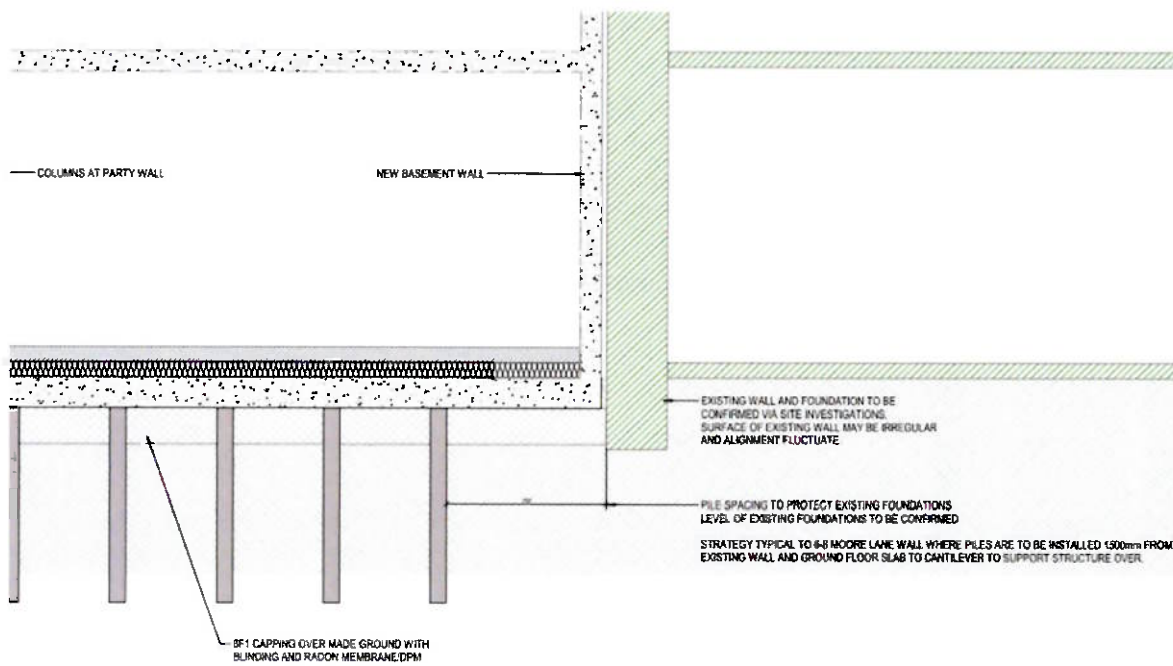 COLUMNS AT PARTY WALL
NEW BASEMENT WALL
EXISTING WALL AND FOUNDATION TO BE
CONFIRMED VIA SITE INVESTIGATIONS.
SURFACE OF EXISTING WALL MAY BE IRREGULAR
AND ALIGNMENT FLUCTUATE
PILE SPACING TO PROTECT EXISTING FOUNDATIONS
LEVEL OF EXISTING FOUNDATIONS TO BE CONFIRMED
STRATEGY TYPICAL TO 6-8 MOORE LANE WALL WHERE PILES ARE TO BE INSTALLED 1500mm FROM
EXISTING WALL AND GROUND FLOOR SLAB TO CANTILEVER TO SUPPORT STRUCTURE OVER.
6F1 CAPPING OVER MADE GROUND WITH
BLINDING AND RADON MEMBRANE/DPM